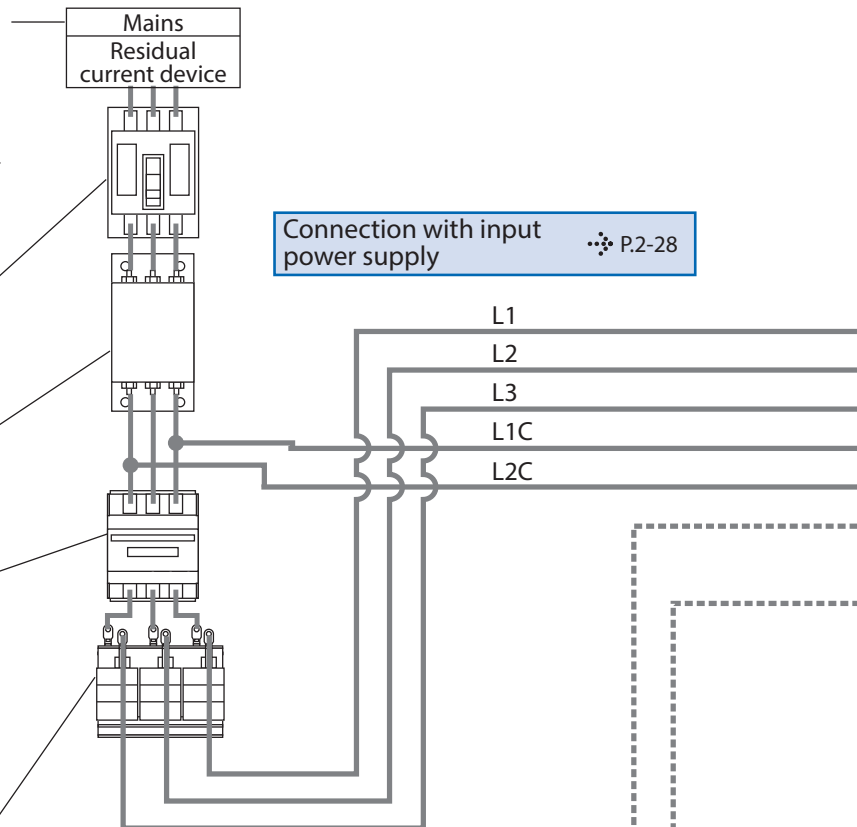 Mains
Residual
current device
Connection with input
power supply
P.2-28
L1
L2
L3
L1C
L2C